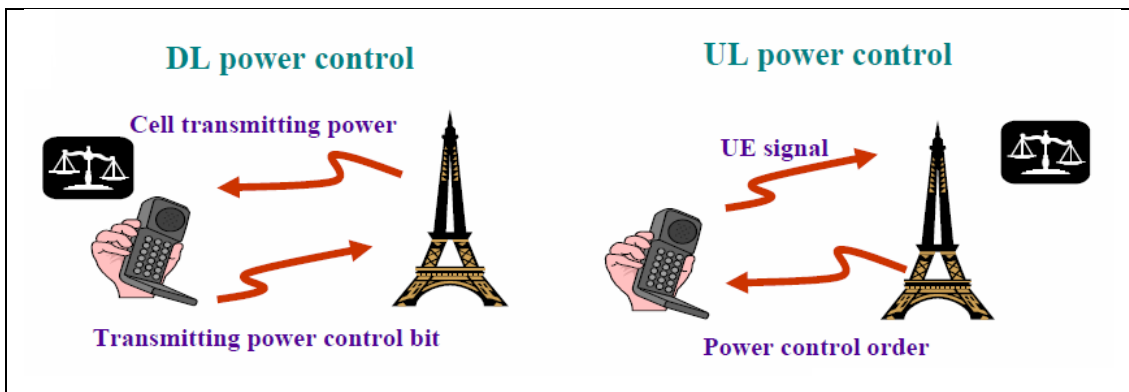 DL power control
UL power control
Cell transmitting power
UE signal
Transmitting power control bit
Power control order